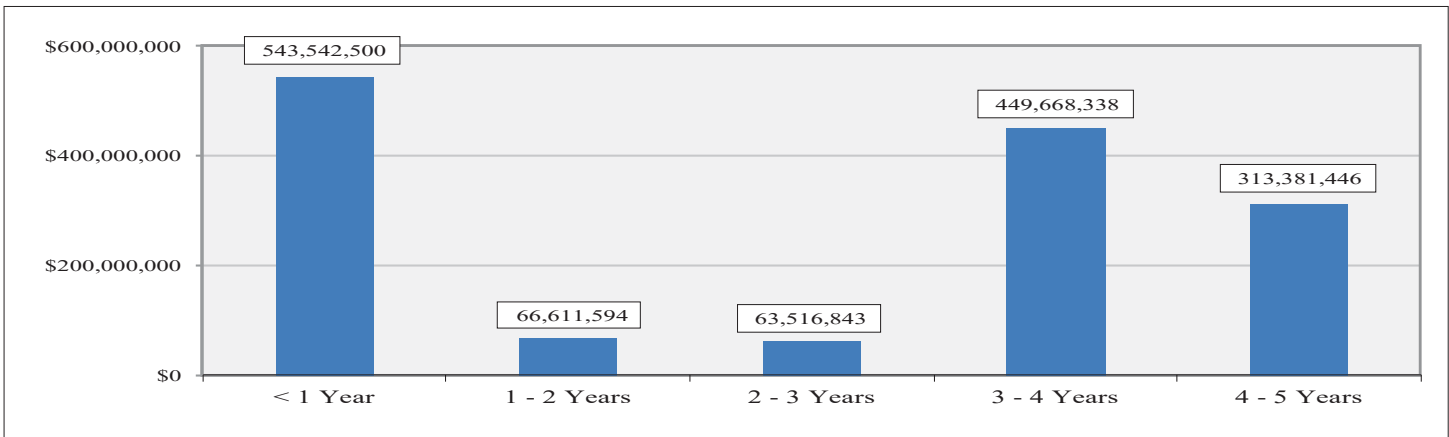 $600,000,000
$400,000,000
$200,000,000
$0
543,542,500
66,611,594
63,516,843
449,668,338
313,381,446
< 1 Year
1 - 2 Years
2 - 3 Years
3 - 4 Years
4 - 5 Years